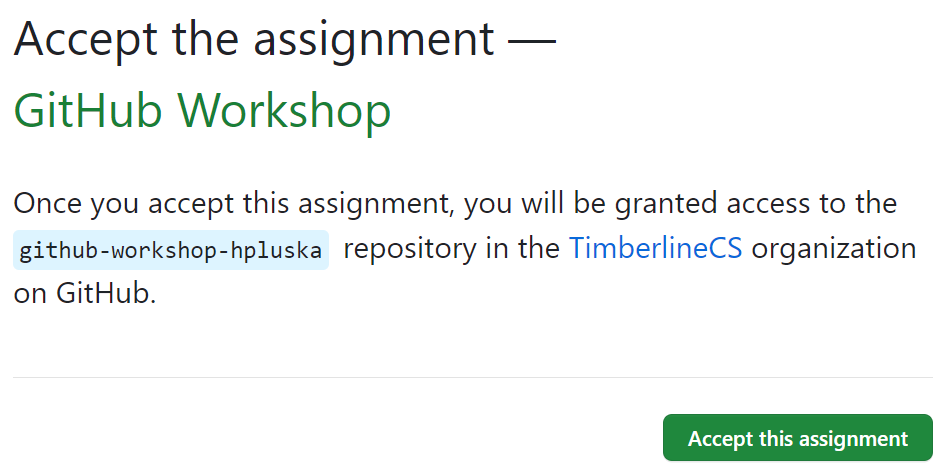 Accept the assignment —
GitHub Workshop
Once you accept this assignment, you will be granted access to the
github-workshop-hpluska repository in the TimberlineCS organization
on GitHub.
Accept this assignment